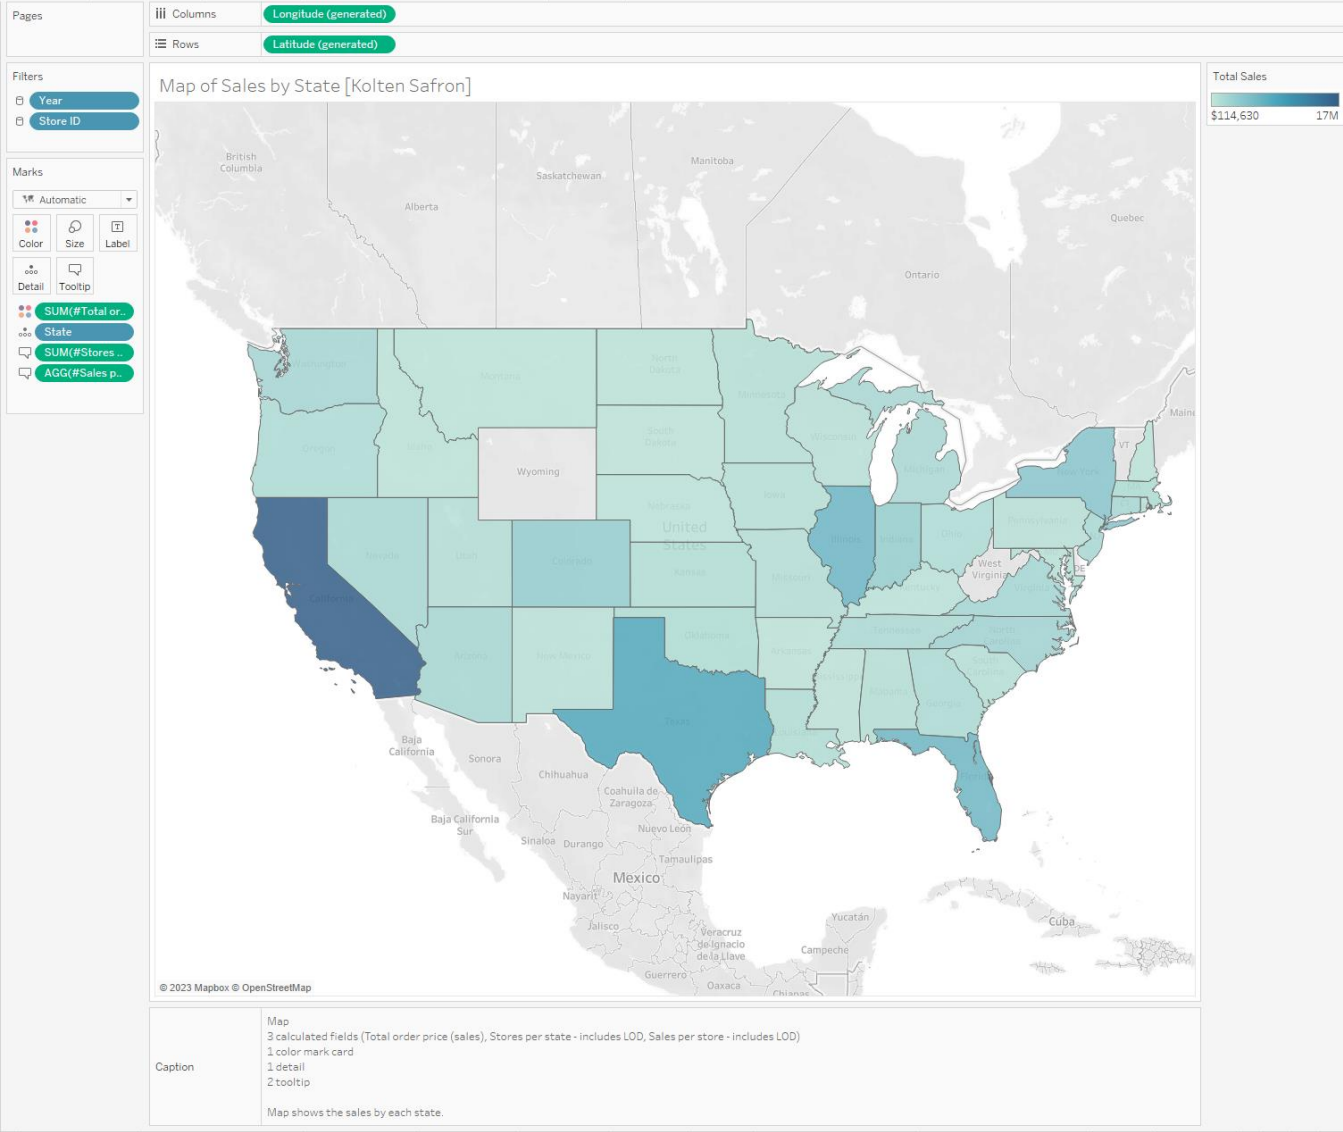 Pages
Columns
Longitude (generated)
Rows
Latitude (generated)
Filters
Year
Store ID
Marks
Automatic
Color
Size
Label
Detail
Tooltip
SUM(#Total or..
State
SUM(#Stores ..
AGG(#Sales p..
Map of Sales by State [Kolten Safron]
Total Sales
$114,630
17M
British
Columbia
Alberta
Saskatchewan
Manitoba
Ontario
Quebec
Maine
VT
Washington
Montana
North
Dakota
Minnesota
Oregon
Idaho
South
Dakota
Wisconsin
Michigan
New York
Wyoming
Iowa
Nebraska
United
States
Pennsylvania
Nevada
Utah
Colorado
Kansas
Missouri
Illinois
Indiana
Ohio
West
Virginia
DE
Kentucky
Virginia
California
Arizona
New Mexico
Oklahoma
Arkansas
Tennessee
North
Carolina
South
Carolina
Mississippi
Alabama
Georgia
Texas
Louisiana
Florida
Baja
California
Sonora
Chihuahua
Coahuila de
Zaragoza
Baja California
Sur
Nuevo León
Sinaloa
Durango
Tamaulipas
Mexico
Nayarit
Jalisco
Veracruz
de Ignacio
de la Llave
Yucatán
Campeche
Guerrero
Oaxaca
Chiapas
Cuba
© 2023 Mapbox © OpenStreetMap
Caption
Map
3 calculated fields (Total order price (sales), Stores per state - includes LOD, Sales per store - includes LOD)
1 color mark card
1 detail
2 tooltip
Map shows the sales by each state.